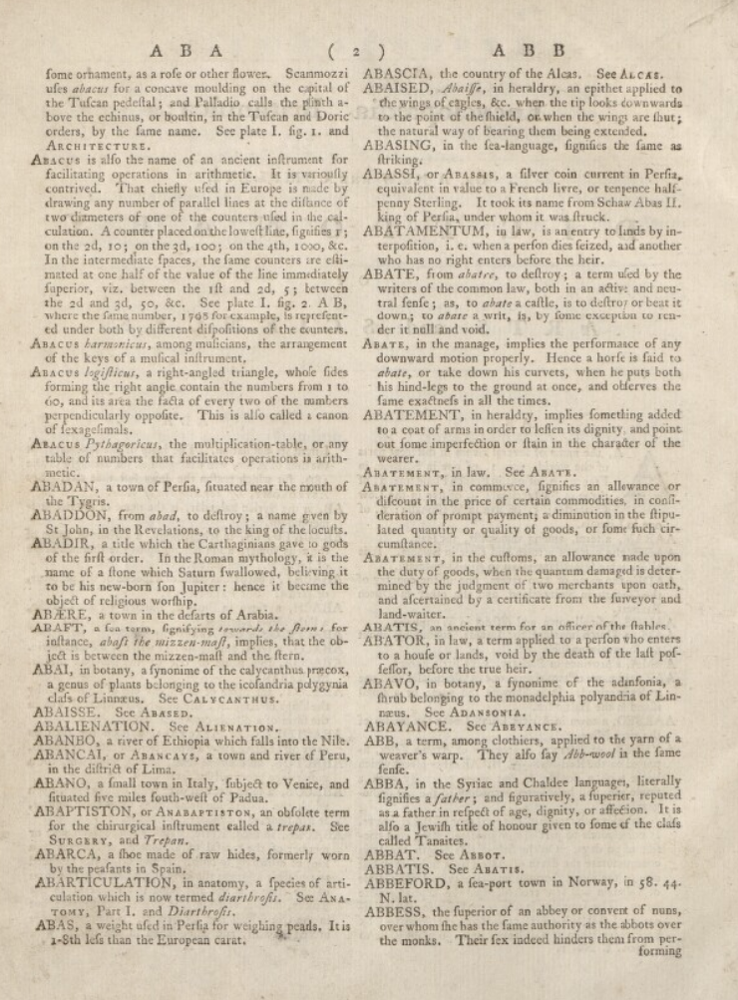 A B A
( 2 )
A B B
some ornament, as a roſe or other flower. Scammozzi
uſes abacus for a concave moulding on the capital of
the Tuſcan pedeſtal; and Palladio calls the plinth a-
bove the echinus, or boultin, in the Tuſcan and Doric
orders, by the ſame name. See plate I. fig. 1. and
ARCHITECTURE.
ABACUS is alſo the name of an ancient inſtrument for
facilitating operations in arithmetic. It is variouſly
contrived. That chiefly uſed in Europe is made by
drawing any number of parallel lines at the diſtance of
two diameters of one of the counters uſed in the cal-
culation. A counter placed on the loweſt line, ſignifies 1;
on the 2d, 10; on the 3d, 100; on the 4th, 1000, &c.
In the intermediate ſpaces, the ſame counters are eſti-
mated at one half of the value of the line immediately
ſuperior, viz. between the 1ſt and 2d, 5; between
the 2d and 3d, 50, &c. See plate I. fig. 2. A B,
where the ſame number, 1768 for example, is repreſent-
ed under both by different diſpoſitions of the counters.
ABACUS harmonicus, among muſicians, the arrangement
of the keys of a muſical inſtrument.
ABACUS logiſticus, a right-angled triangle, whoſe ſides
forming the right angle contain the numbers from 1 to
60, and its area the facta of every two of the numbers
perpendicularly oppoſite. This is alſo called a canon
of ſexageſimals.
ABACUS Pythagoricus, the multiplication-table, or any
table of numbers that facilitates operations in arith-
metic.
ABADAN, a town of Perſia, ſituated near the mouth of
the Tygris.
ABADDON, from abad, to deſtroy; a name given by
St John, in the Revelations, to the king of the locuſts.
ABADIR, a title which the Carthaginians gave to gods
of the firſt order. In the Roman mythology, it is the
name of a ſtone which Saturn ſwallowed, believing it
to be his new-born ſon Jupiter: hence it became the
object of religious worſhip.
ABÆRE, a town in the deſarts of Arabia.
ABAFT, a ſea term, ſignifying towards the ſtern; for
inſtance, abaft the mizzen-maſt, implies, that the ob-
ject is between the mizzen-maſt and the ſtern.
ABAI, in botany, a ſynonime of the calycanthus præcox,
a genus of plants belonging to the icoſandria polygynia
claſs of Linnæus. See CALYCANTHUS.
ABAISSE. See ABASED.
ABALIENATION. See ALIENATION.
ABANBO, a river of Ethiopia which falls into the Nile.
ABANCAI, or ABANCAYS, a town and river of Peru,
in the diſtrict of Lima.
ABANO, a ſmall town in Italy, ſubject to Venice, and
ſituated five miles ſouth-weſt of Padua.
ABAPTISTON, or ANABAPTISTON, an obſolete term
for the chirurgical inſtrument called a trepan. See
SURGERY, and Trepan.
ABARCA, a ſhoe made of raw hides, formerly worn
by the peaſants in Spain.
ABARTICULATION, in anatomy, a ſpecies of arti-
culation which is now termed diarthroſis. See ANA-
TOMY, Part I. and Diarthroſis.
ABAS, a weight uſed in Perſia for weighing pearls. It is
1-8th leſs than the European carat.
ABASCIA, the country of the Alcas. See ALCAS.
ABAISED, Abaiſſe, in heraldry, an epithet applied to
the wings of eagles, &c. when the tip looks downwards
to the point of the ſhield, or when the wings are ſhut;
the natural way of bearing them being extended.
ABASING, in the ſea-language, ſignifies the ſame as
ſtriking.
ABASSI, or ABASSIS, a ſilver coin current in Perſia,
equivalent in value to a French livre, or tenpence half-
penny Sterling. It took its name from Schaw Abas II.
king of Perſia, under whom it was ſtruck.
ABATAMENTUM, in law, is an entry to lands by in-
terpoſition, i. e. when a perſon dies ſeized, and another
who has no right enters before the heir.
ABATE, from abatre, to deſtroy; a term uſed by the
writers of the common law, both in an active and neu-
tral ſenſe; as, to abate a caſtle, is to deſtroy or beat it
down; to abate a writ, is, by ſome exception to ren-
der it null and void.
ABATE, in the manage, implies the performance of any
downward motion properly. Hence a horſe is ſaid to
abate, or take down his curvets, when he puts both
his hind-legs to the ground at once, and obſerves the
ſame exactneſs in all the times.
ABATEMENT, in heraldry, implies ſomething added
to a coat of arms in order to leſſen its dignity, and point
out ſome imperfection or ſtain in the character of the
wearer.
ABATEMENT, in law. See ABATE.
ABATEMENT, in commerce, ſignifies an allowance or
diſcount in the price of certain commodities, in conſi-
deration of prompt payment; a diminution in the ſtipu-
lated quantity or quality of goods, or ſome ſuch cir-
cumſtance.
ABATEMENT, in the cuſtoms, an allowance made upon
the duty of goods, when the quantum damaged is deter-
mined by the judgment of two merchants upon oath,
and aſcertained by a certificate from the ſurveyor and
land-waiter.
ABATIS, an ancient term for an officer of the ſtables.
ABATOR, in law, a term applied to a perſon who enters
to a houſe or lands, void by the death of the laſt poſ-
ſeſſor, before the true heir.
ABAVO, in botany, a ſynonime of the adanſonia, a
ſhrub belonging to the monadelphia polyandria of Lin-
næus. See ADANSONIA.
ABAYANCE. See ABEYANCE.
ABB, a term, among clothiers, applied to the yarn of a
weaver's warp. They alſo ſay Abb-wool in the ſame
ſenſe.
ABBA, in the Syriac and Chaldee languages, literally
ſignifies a father; and figuratively, a ſuperior, reputed
as a father in reſpect of age, dignity, or affection. It is
alſo a Jewiſh title of honour given to ſome of the claſs
called Tanaites.
ABBAT. See ABBOT.
ABBATIS. See ABATIS.
ABBEFORD, a ſea-port town in Norway, in 58. 44.
N. lat.
ABBESS, the ſuperior of an abbey or convent of nuns,
over whom ſhe has the ſame authority as the abbots over
the monks. Their ſex indeed hinders them from per-
forming